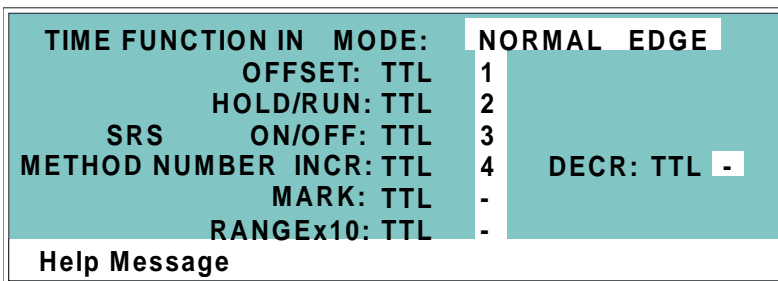 TIME FUNCTION IN MODE: NORMAL EDGE
OFFSET: TTL 1
HOLD/RUN: TTL 2
SRS ON/OFF: TTL 3
METHOD NUMBER INCR: TTL 4 DECR: TTL -
MARK: TTL -
RANGEx10: TTL -
Help Message